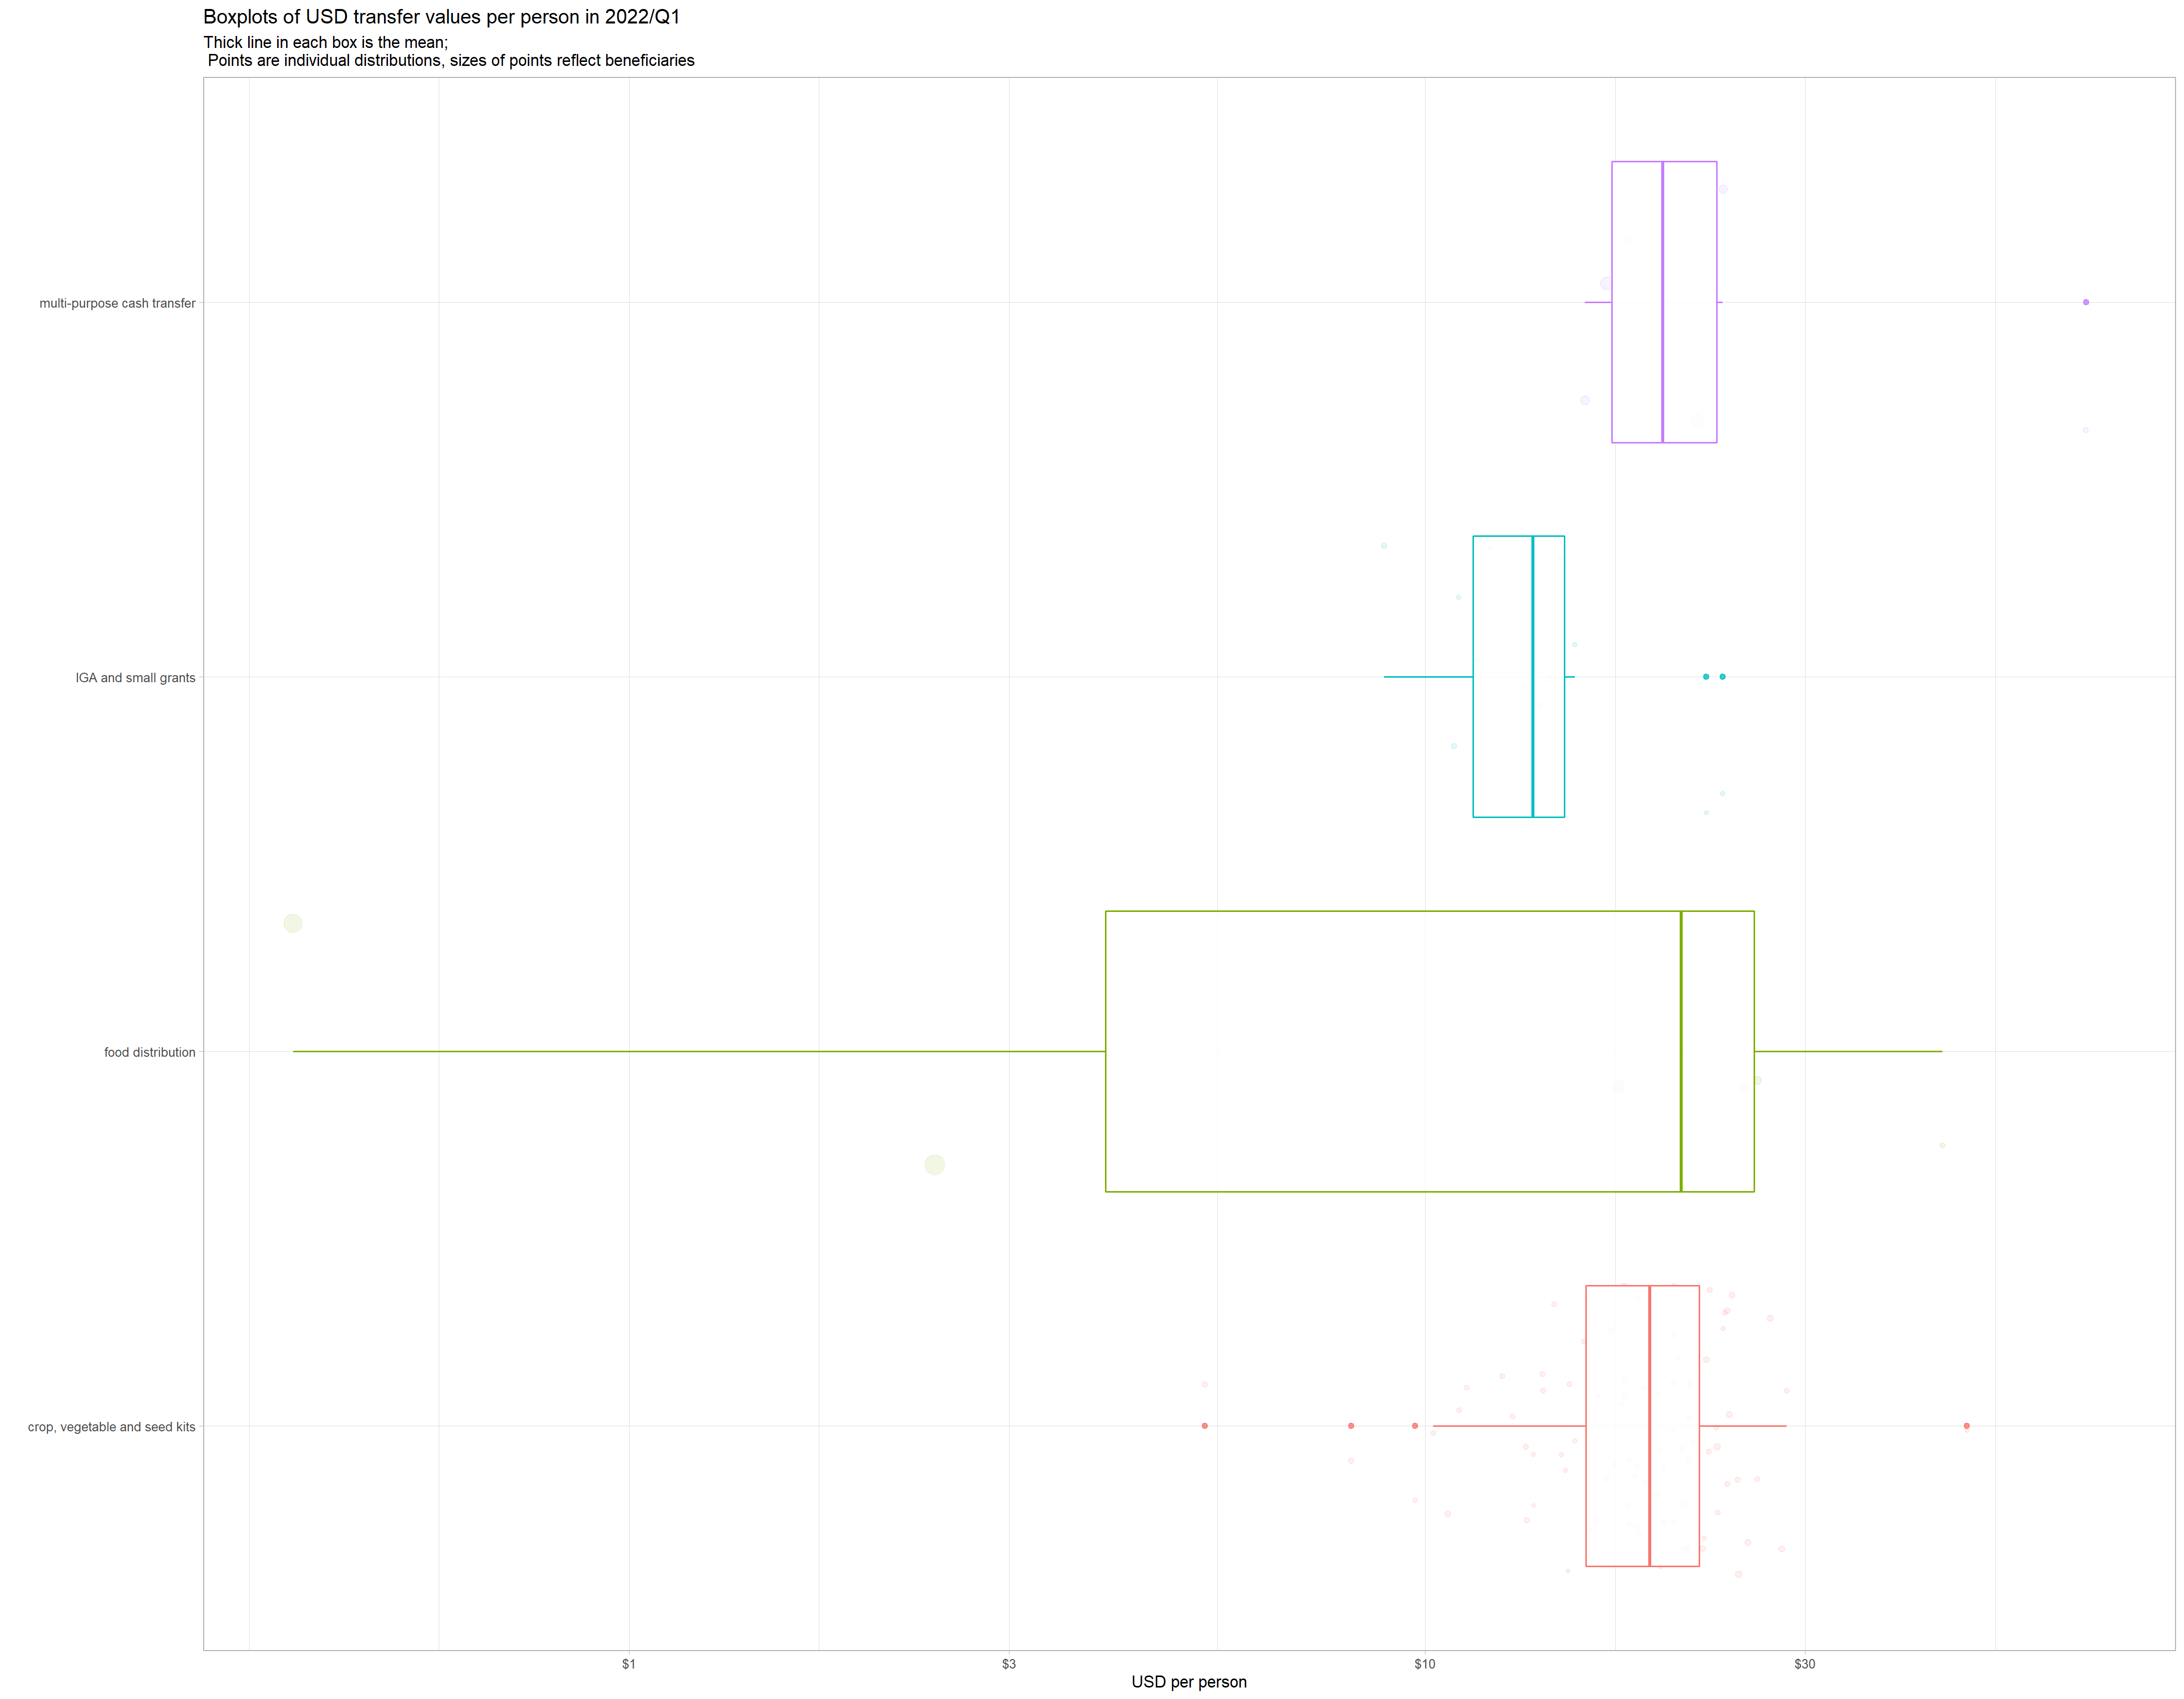 Boxplots of USD transfer values per person in 2022/Q1
Thick line in each box is the mean;
Points are individual distributions, sizes of points reflect beneficiaries
multi-purpose cash transfer
IGA and small grants
food distribution
crop, vegetable and seed kits
$1 $3 $10 $30
USD per person